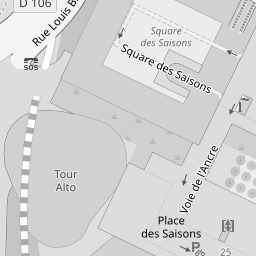 D 106
Rue Louis B
Square
des Saisons
Square des Saisons
SOS
Voie de l'Ancre
Tour
Alto
Place
des Saisons
P
25